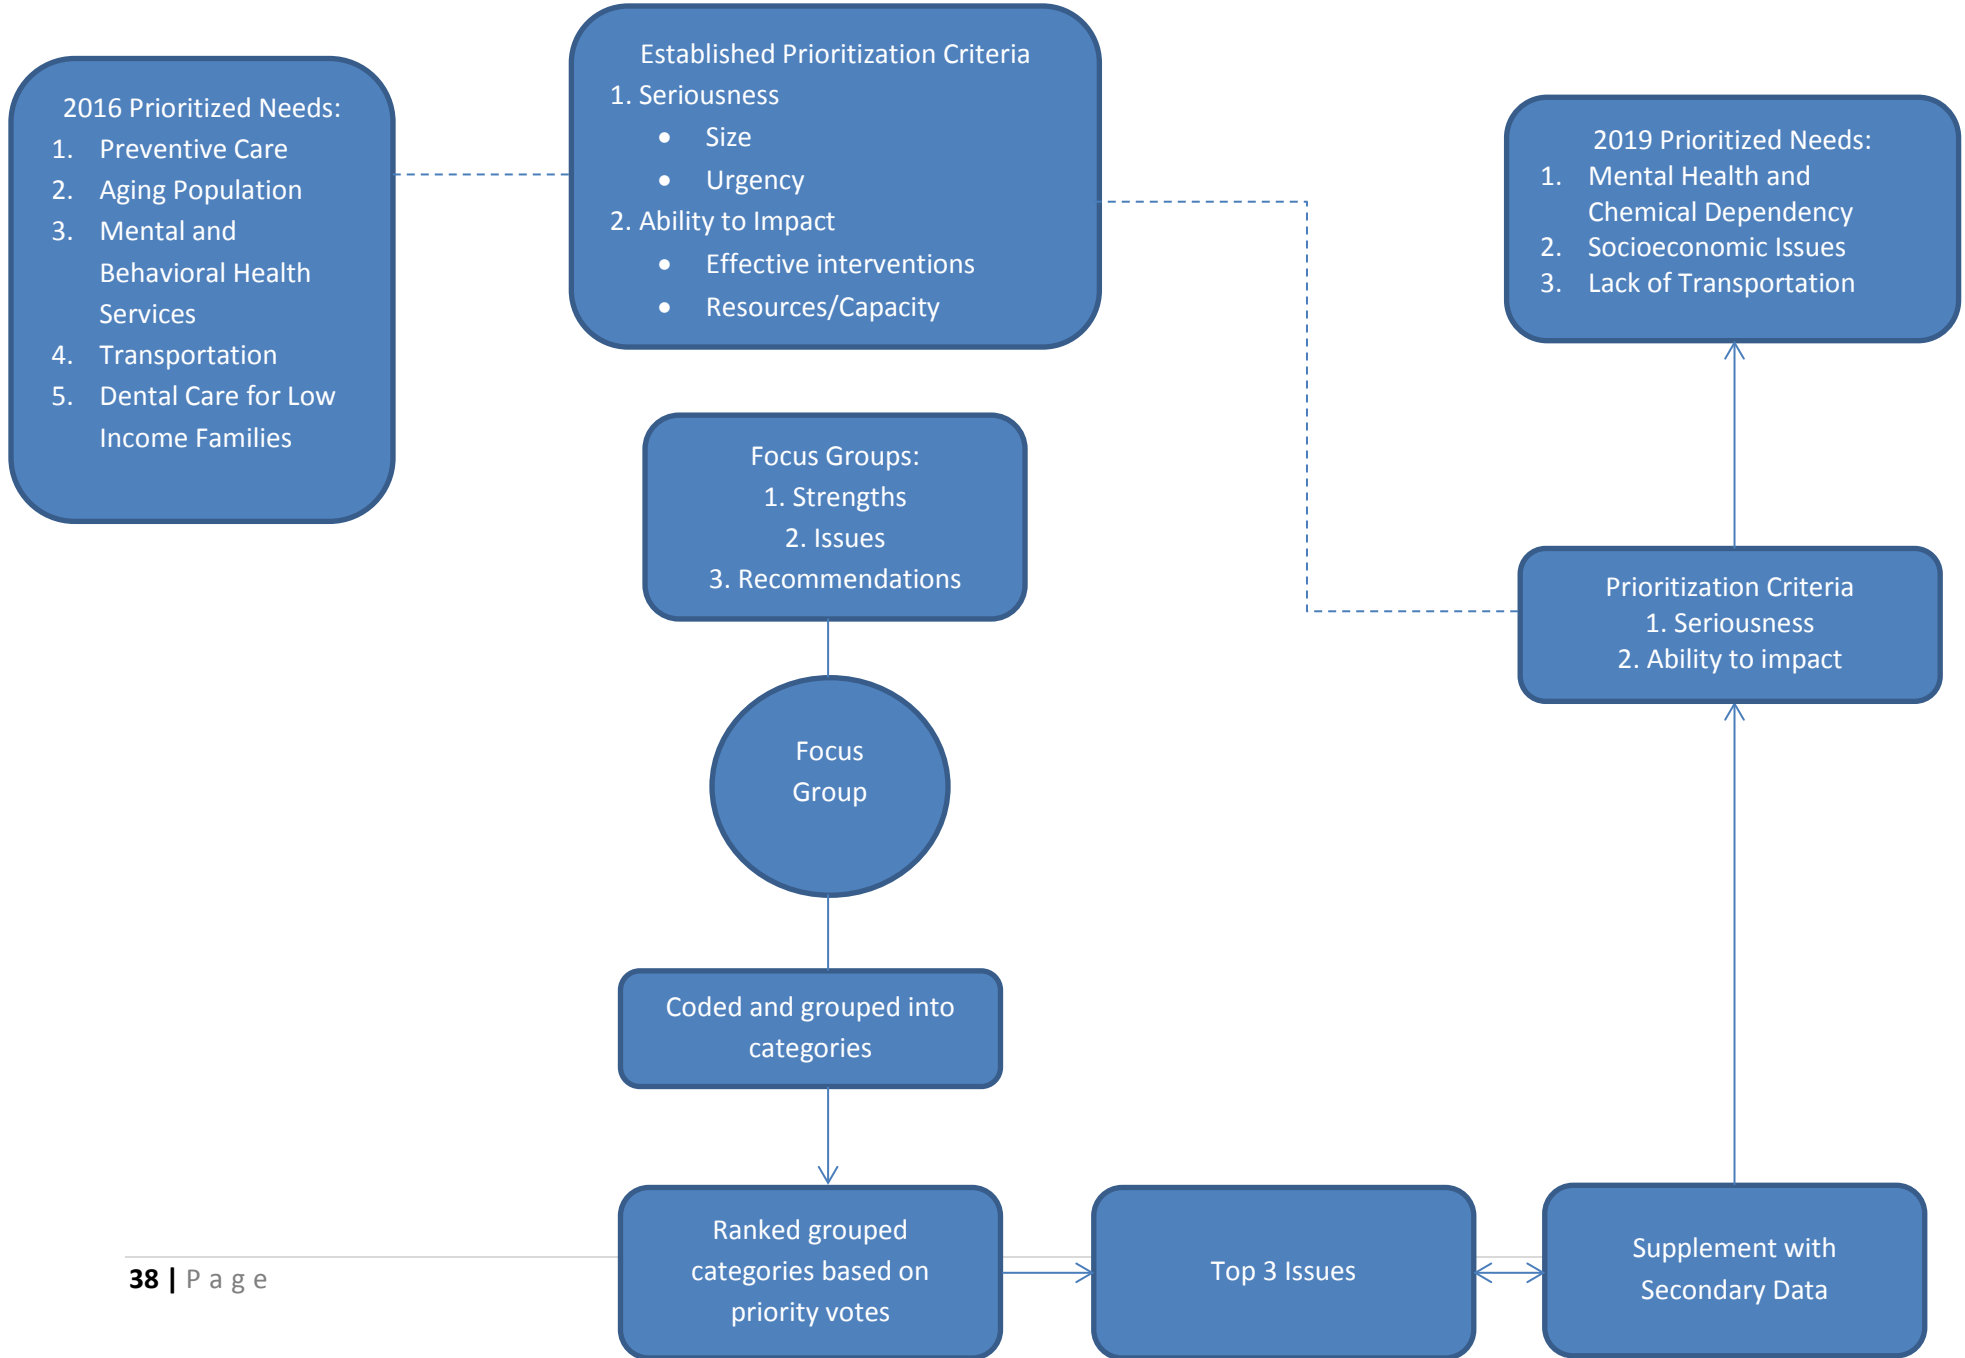 2016 Prioritized Needs:
1. Preventive Care
2. Aging Population
3. Mental and
Behavioral Health
Services
4. Transportation
5. Dental Care for Low
Income Families
Established Prioritization Criteria
1. Seriousness
• Size
• Urgency
2. Ability to Impact
• Effective interventions
• Resources/Capacity
2019 Prioritized Needs:
1. Mental Health and
Chemical Dependency
2. Socioeconomic Issues
3. Lack of Transportation
Focus Groups:
1. Strengths
2. Issues
3. Recommendations
Prioritization Criteria
1. Seriousness
2. Ability to impact
Focus
Group
Coded and grouped into
categories
Ranked grouped
categories based on
priority votes
Top 3 Issues
Supplement with
Secondary Data
38 | P a g e